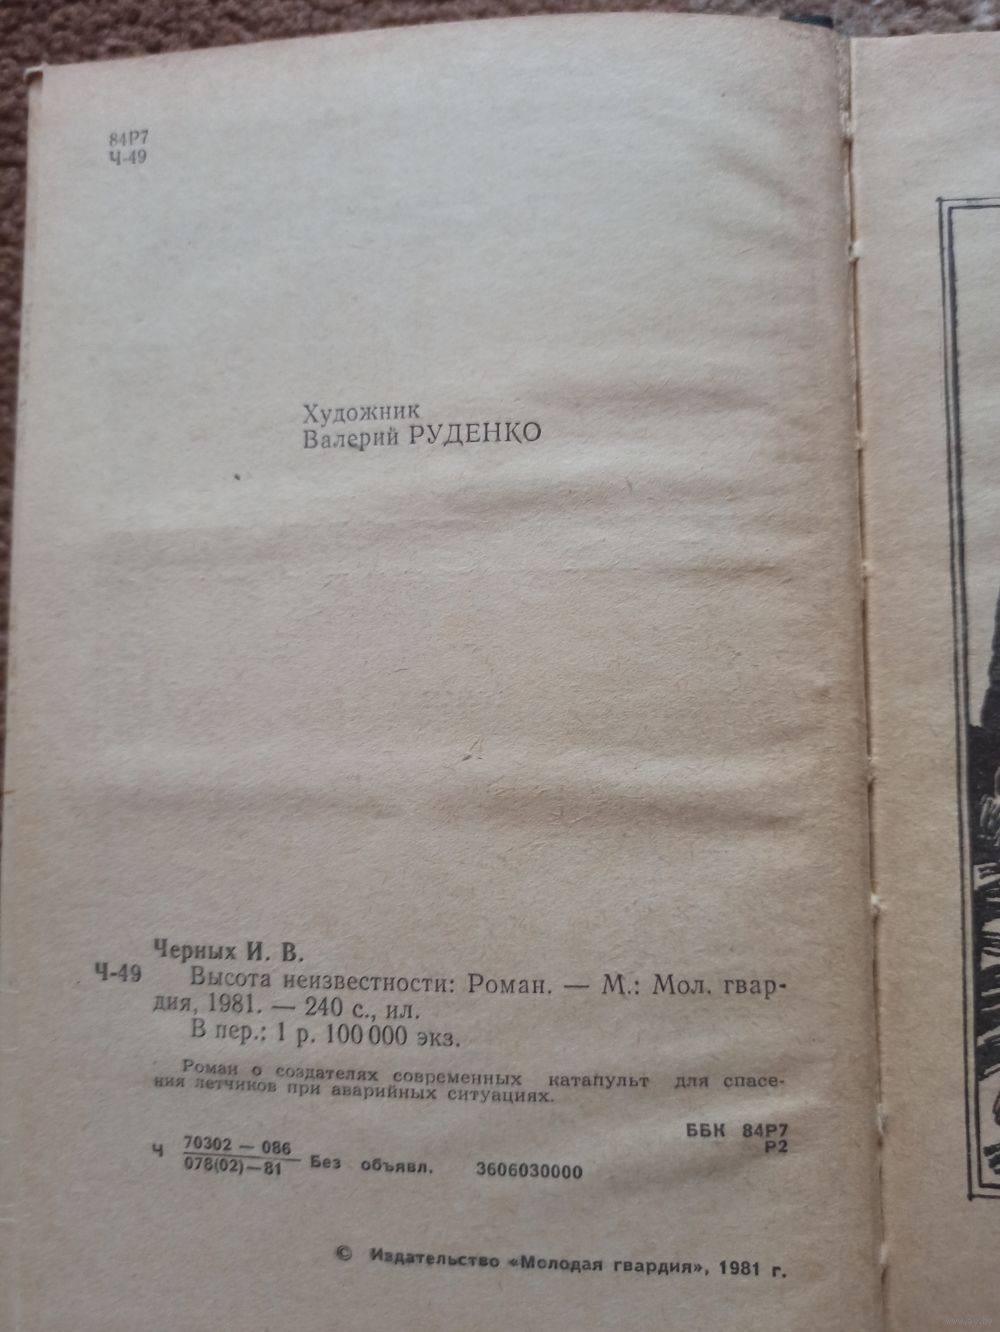 84Р7
Ч-49
Художник
Валерий РУДЕНКО
Черных И. В.
Ч-49 Высота неизвестности: Роман. — М.: Мол. гвар-
дия, 1981. — 240 с., ил.
В пер.: 1 р. 100 000 экз.
Роман о создателях современных катапульт для спасе-
ния летчиков при аварийных ситуациях.
ББК 84Р7
Р2
Ч 70302 — 086
078(02)—81 Без объявл. 3606030000
© Издательство «Молодая гвардия», 1981 г.